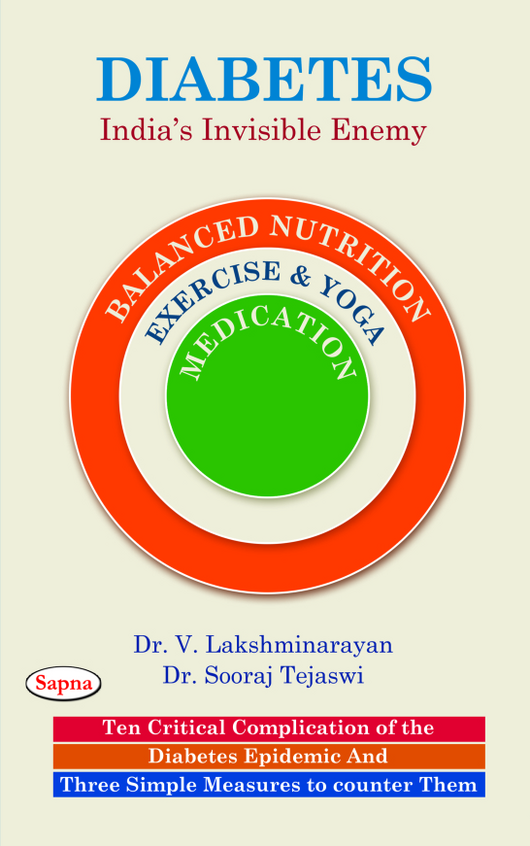 DIABETES
India's Invisible Enemy
BALANCED NUTRITION
EXERCISE & YOGA
MEDICATION
Dr. V. Lakshminarayan
Dr. Sooraj Tejaswi
Sapna
Ten Critical Complication of the
Diabetes Epidemic And
Three Simple Measures to counter Them